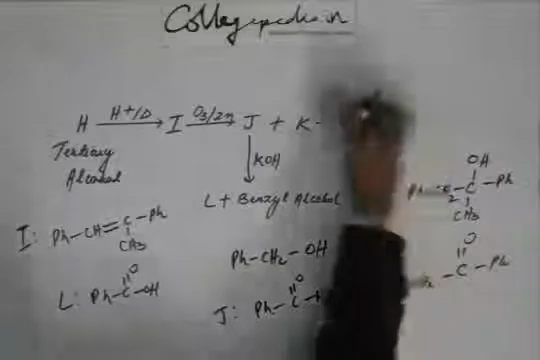 H H+/Δ I O3/Zn J + K
Tertiary
Alcohol
KOH
L + Benzyl Alcohol
OH
C - Ph
CH3
I: Ph-CH=C-Ph
CH3
Ph-CH2-OH
O
C-Ph
L: Ph-C-OH
O
J: Ph-C
O